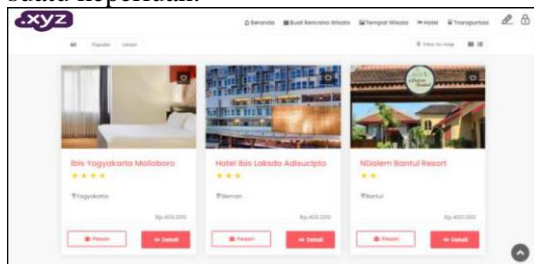 .xyz
Beranda Buat Rencana Wisata Tempat Wisata Hotel Transportasi
All Popular Latest View on map
Ibis Yogyakarta Malioboro
Yogyakarta
Rp.400.000
Pesan Detail
Hotel Ibis Laksda Adisucipto
Sleman
Rp.400.000
Pesan Detail
NDalem Bantul Resort
Bantul
Rp.400.000
Pesan Detail